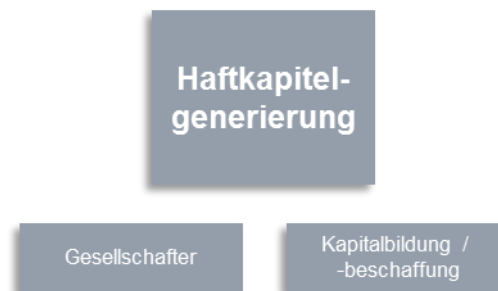 Haftkapitel-
generierung
Gesellschafter
Kapitalbildung /
-beschaffung